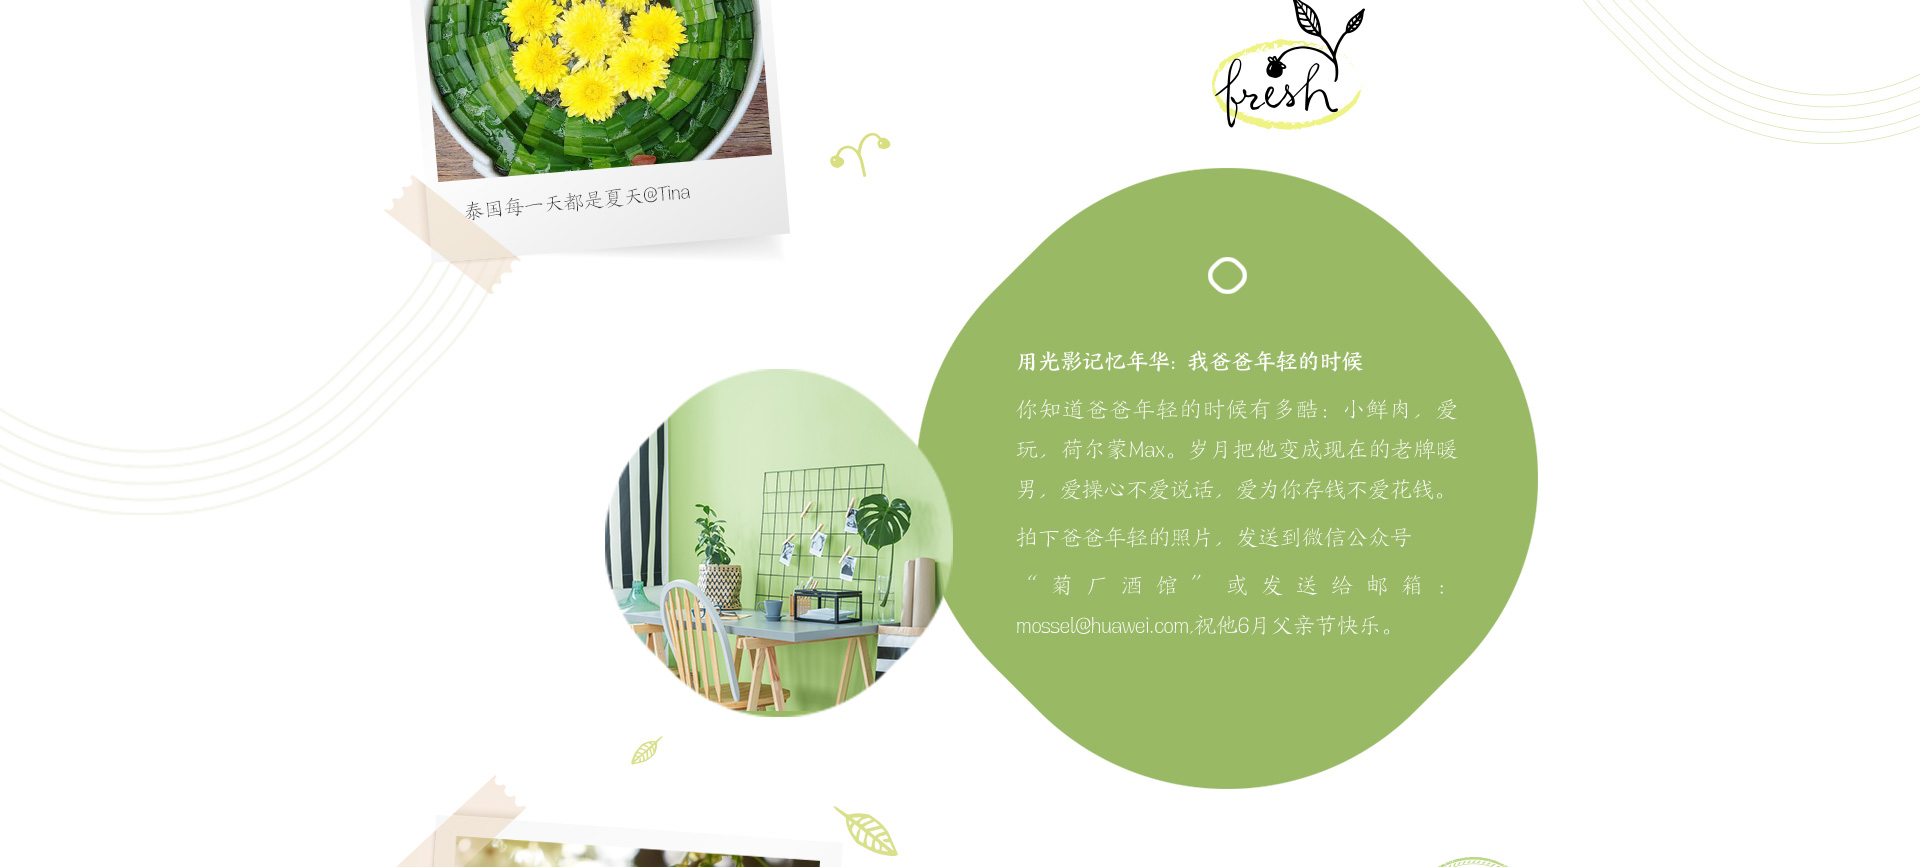 fresh
泰国每一天都是夏天@Tina
用光影记忆年华：我爸爸年轻的时候
你知道爸爸年轻的时候有多酷：小鲜肉，爱
玩，荷尔蒙Max。岁月把他变成现在的老牌暖
男，爱操心不爱说话，爱为你存钱不爱花钱。
拍下爸爸年轻的照片，发送到微信公众号
“菊厂酒馆”或发送给邮箱：
mossel@huawei.com,祝他6月父亲节快乐。